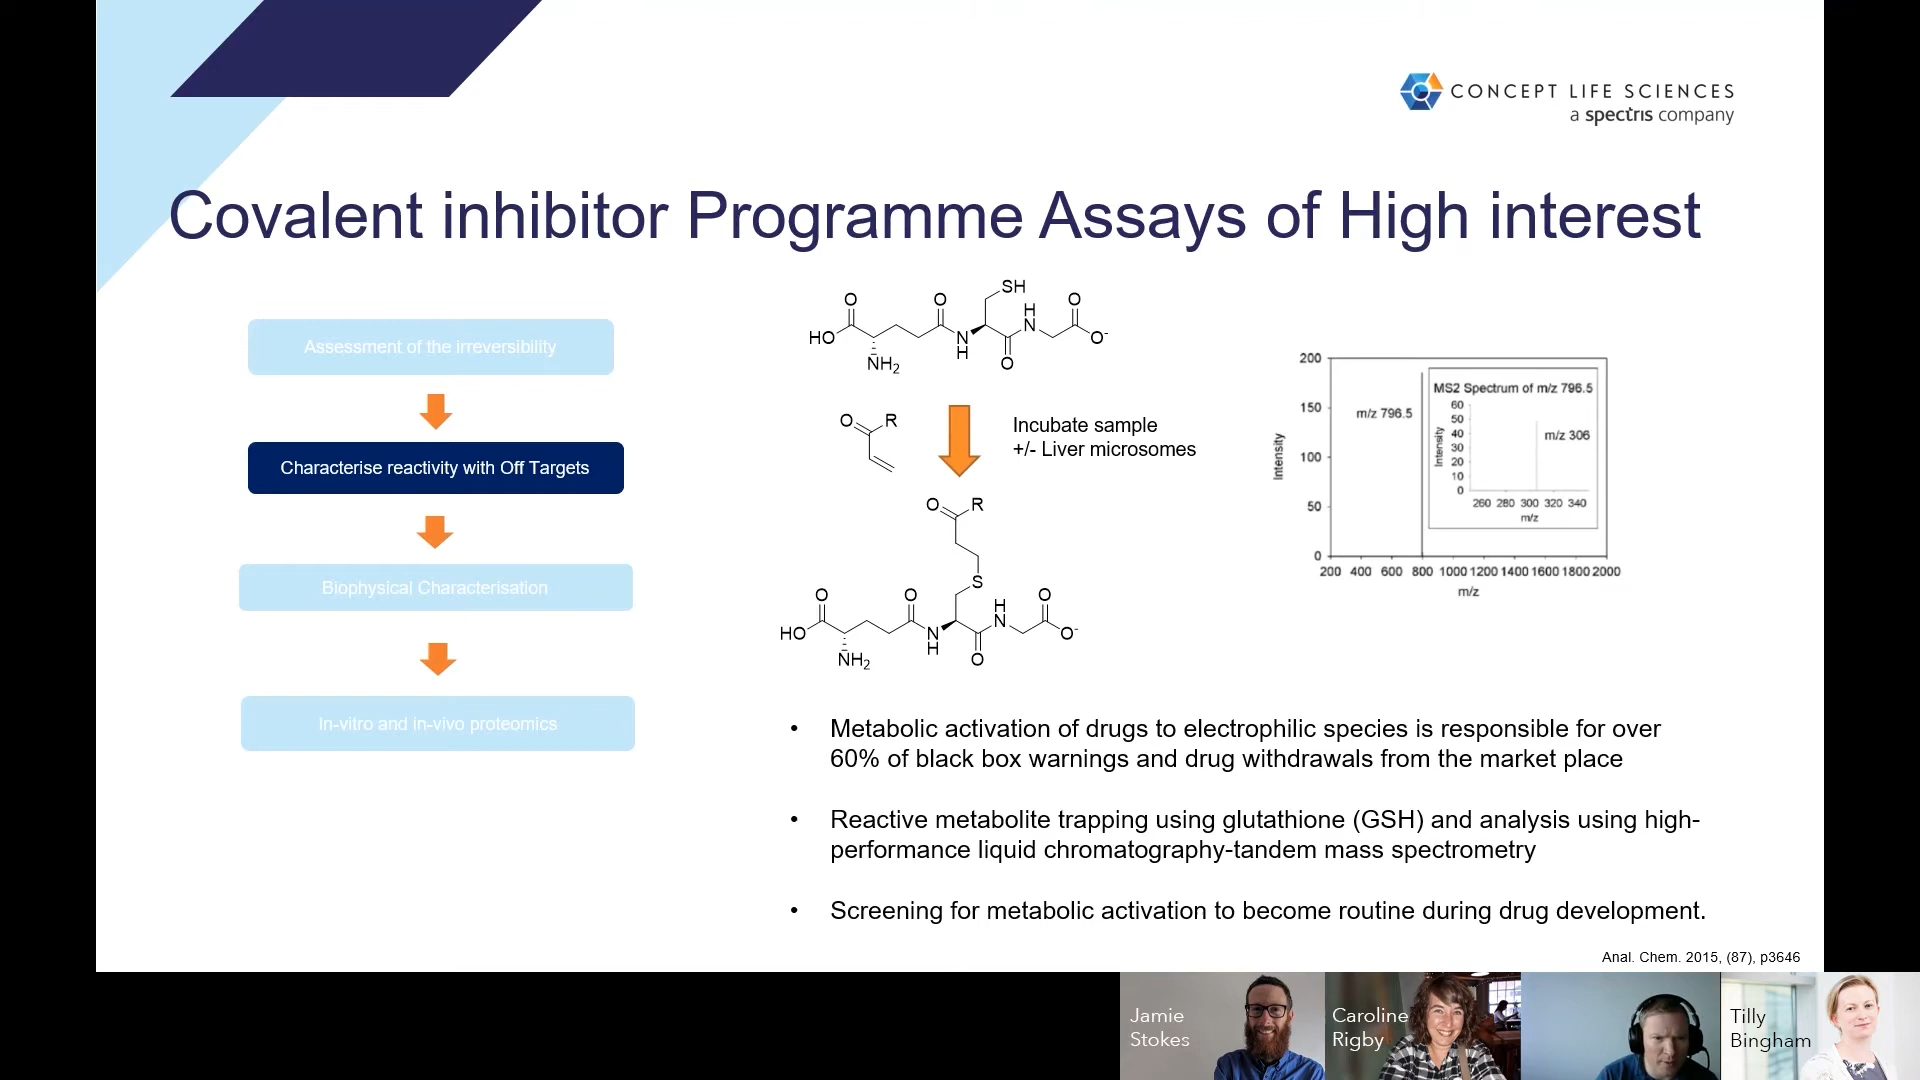 CONCEPT LIFE SCIENCES
a spectris company
Covalent inhibitor Programme Assays of High interest
Assessment of the irreversibility
Characterise reactivity with Off Targets
Biophysical Characterisation
In-vitro and in-vivo proteomics
SH
O
O
H
N
O
HO
N
H
O-
NH2
O
O
R
Incubate sample
+/- Liver microsomes
O
R
S
O
O
H
N
O
HO
N
H
O-
NH2
O
200
150
100
50
0
Intensity
m/z 796.5
MS2 Spectrum of m/z 796.5
60
50
40
30
20
10
0
Intensity
m/z 306
260 280 300 320 340
m/z
200 400 600 800 1000 1200 1400 1600 1800 2000
m/z
• Metabolic activation of drugs to electrophilic species is responsible for over
60% of black box warnings and drug withdrawals from the market place
• Reactive metabolite trapping using glutathione (GSH) and analysis using high-
performance liquid chromatography-tandem mass spectrometry
• Screening for metabolic activation to become routine during drug development.
Anal. Chem. 2015, (87), p3646
Jamie
Stokes
Caroline
Rigby
Tilly
Bingham